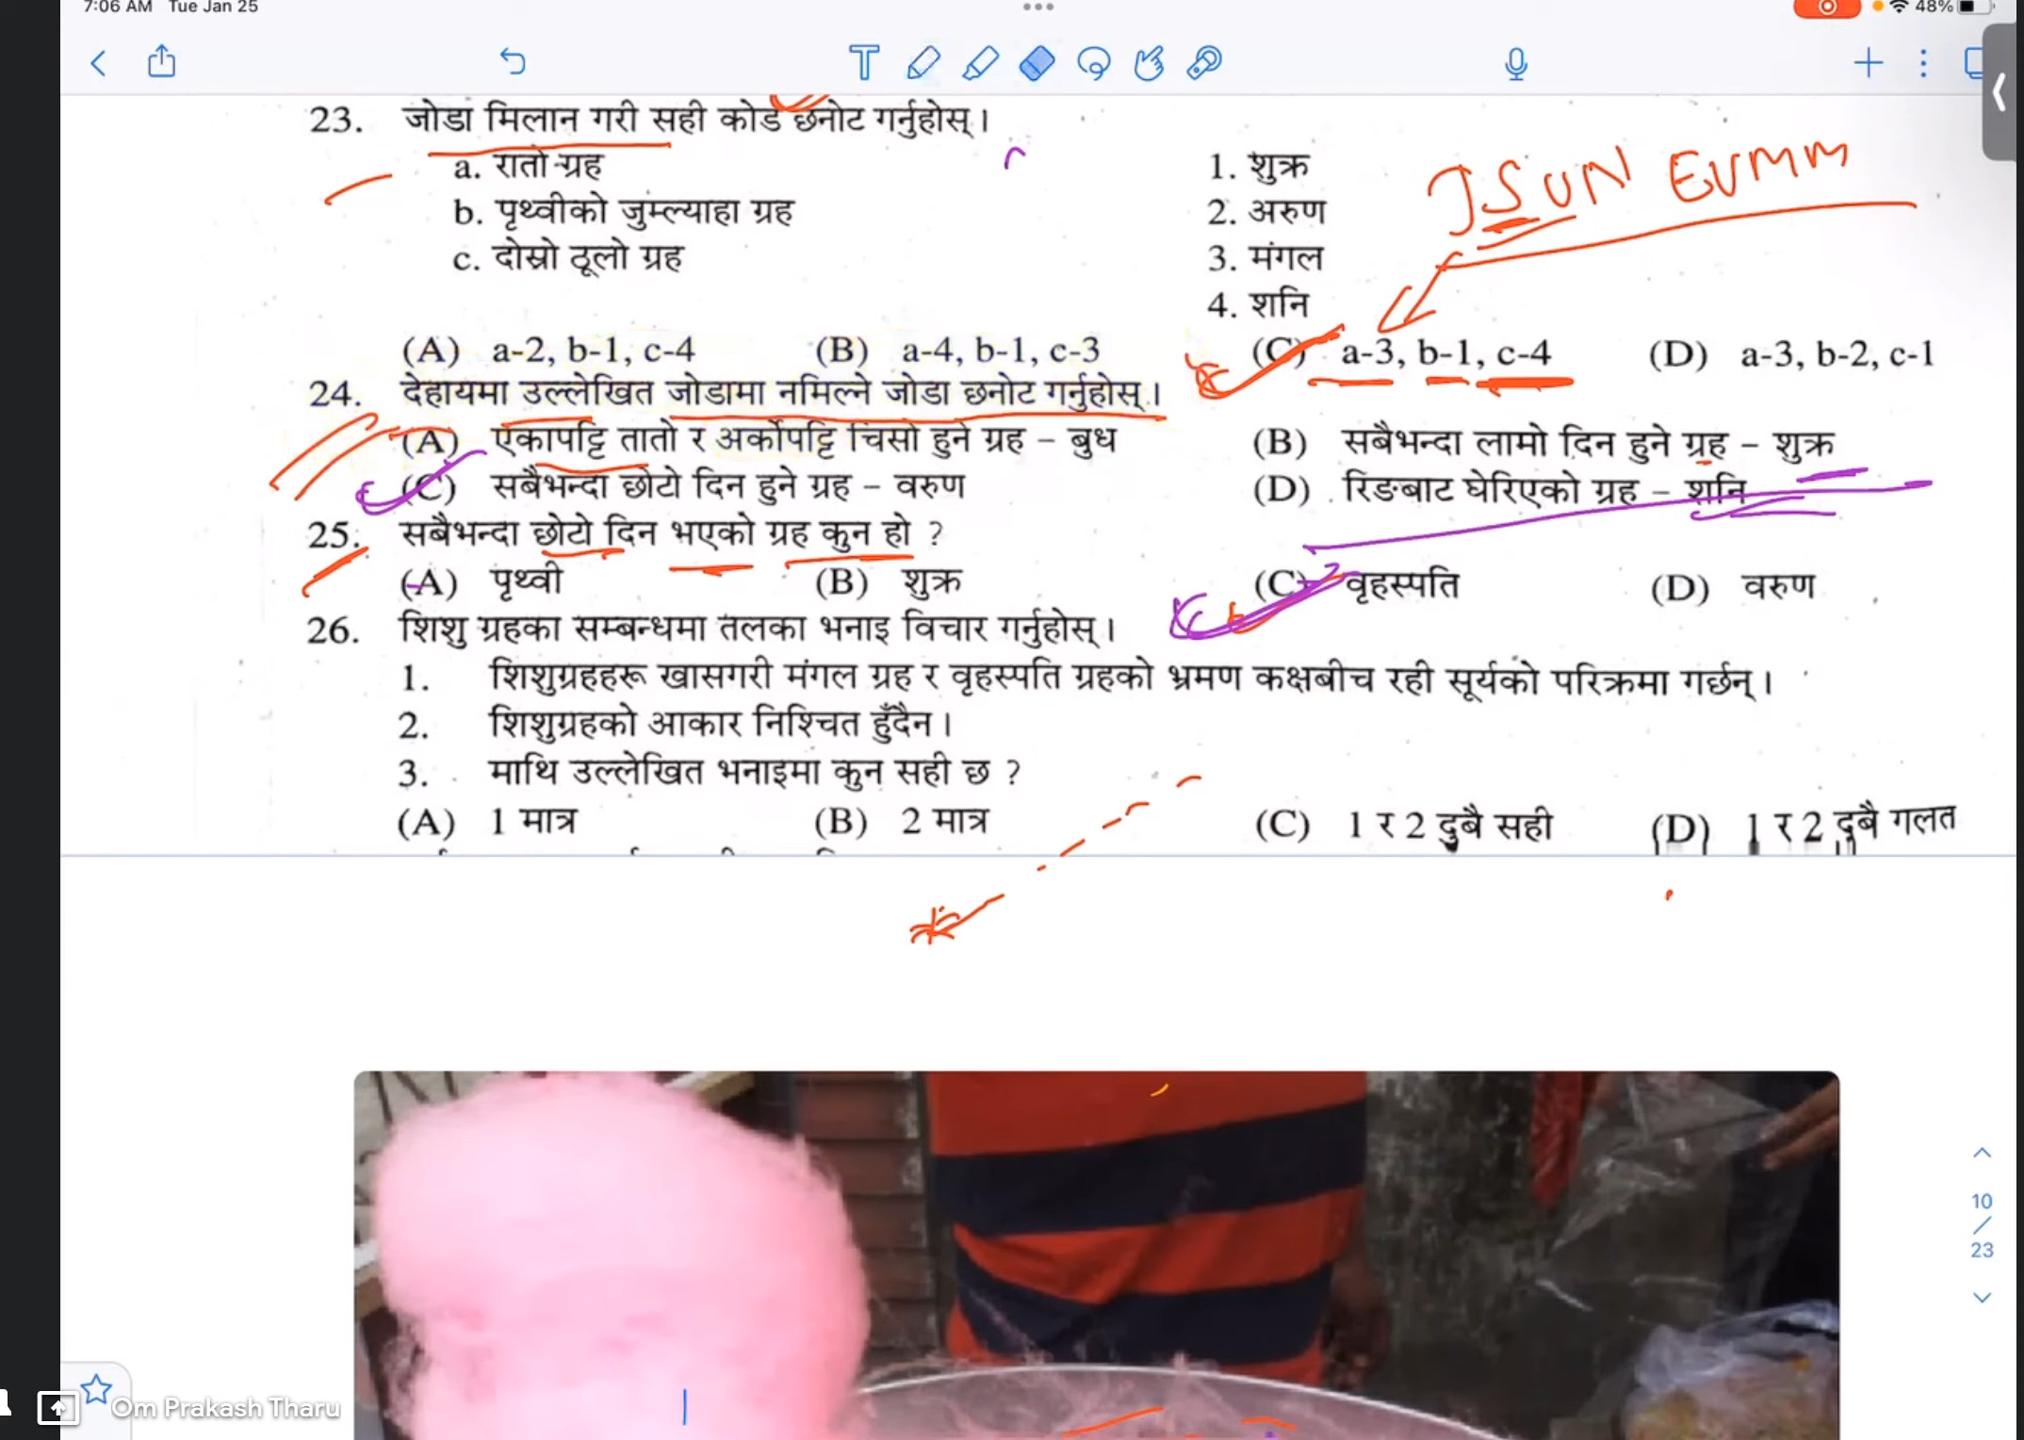 7:06 AM Tue Jan 25
48%
23. जोडा मिलान गरी सही कोड छनोट गर्नुहोस् ।
a. रातो ग्रह 1. शुक्र
JSUN EVMM
b. पृथ्वीको जुम्ल्याहा ग्रह 2. अरुण
c. दोस्रो ठूलो ग्रह 3. मंगल
4. शनि
(A) a-2, b-1, c-4 (B) a-4, b-1, c-3 (C) a-3, b-1, c-4 (D) a-3, b-2, c-1
24. देहायमा उल्लेखित जोडामा नमिल्ने जोडा छनोट गर्नुहोस् ।
(A) एकापट्टि तातो र अर्कोपट्टि चिसो हुने ग्रह – बुध (B) सबैभन्दा लामो दिन हुने ग्रह – शुक्र
(C) सबैभन्दा छोटो दिन हुने ग्रह – वरुण (D) रिङबाट घेरिएको ग्रह – शनि
25. सबैभन्दा छोटो दिन भएको ग्रह कुन हो ?
(A) पृथ्वी (B) शुक्र (C) वृहस्पति (D) वरुण
26. शिशु ग्रहका सम्बन्धमा तलका भनाइ विचार गर्नुहोस् ।
1. शिशुग्रहहरू खासगरी मंगल ग्रह र वृहस्पति ग्रहको भ्रमण कक्षबीच रही सूर्यको परिक्रमा गर्छन् ।
2. शिशुग्रहको आकार निश्चित हुँदैन ।
3. माथि उल्लेखित भनाइमा कुन सही छ ?
(A) 1 मात्र (B) 2 मात्र (C) 1 र 2 दुबै सही (D) 1 र 2 दुबै गलत
10
/
23
Om Prakash Tharu